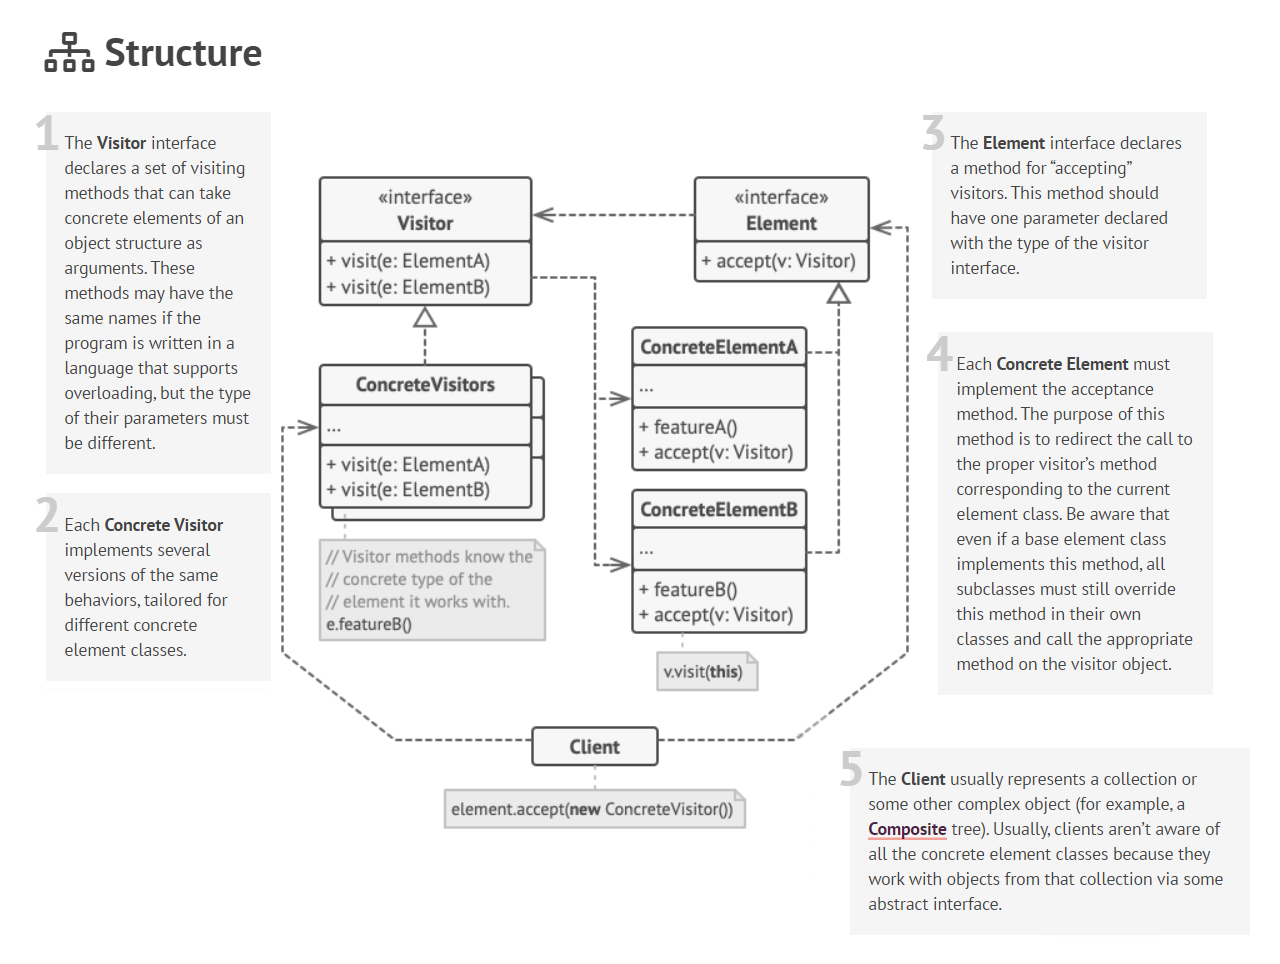 Structure
1
The Visitor interface
declares a set of visiting
methods that can take
concrete elements of an
object structure as
arguments. These
methods may have the
same names if the
program is written in a
language that supports
overloading, but the type
of their parameters must
be different.
2
Each Concrete Visitor
implements several
versions of the same
behaviors, tailored for
different concrete
element classes.
«interface»
Visitor
+ visit(e: ElementA)
+ visit(e: ElementB)
ConcreteVisitors
...
+ visit(e: ElementA)
+ visit(e: ElementB)
// Visitor methods know the
// concrete type of the
// element it works with.
e.featureB()
«interface»
Element
+ accept(v: Visitor)
ConcreteElementA
...
+ featureA()
+ accept(v: Visitor)
ConcreteElementB
...
+ featureB()
+ accept(v: Visitor)
v.visit(this)
Client
element.accept(new ConcreteVisitor())
3
The Element interface declares
a method for “accepting”
visitors. This method should
have one parameter declared
with the type of the visitor
interface.
4
Each Concrete Element must
implement the acceptance
method. The purpose of this
method is to redirect the call to
the proper visitor’s method
corresponding to the current
element class. Be aware that
even if a base element class
implements this method, all
subclasses must still override
this method in their own
classes and call the appropriate
method on the visitor object.
5
The Client usually represents a collection or
some other complex object (for example, a
Composite tree). Usually, clients aren’t aware of
all the concrete element classes because they
work with objects from that collection via some
abstract interface.